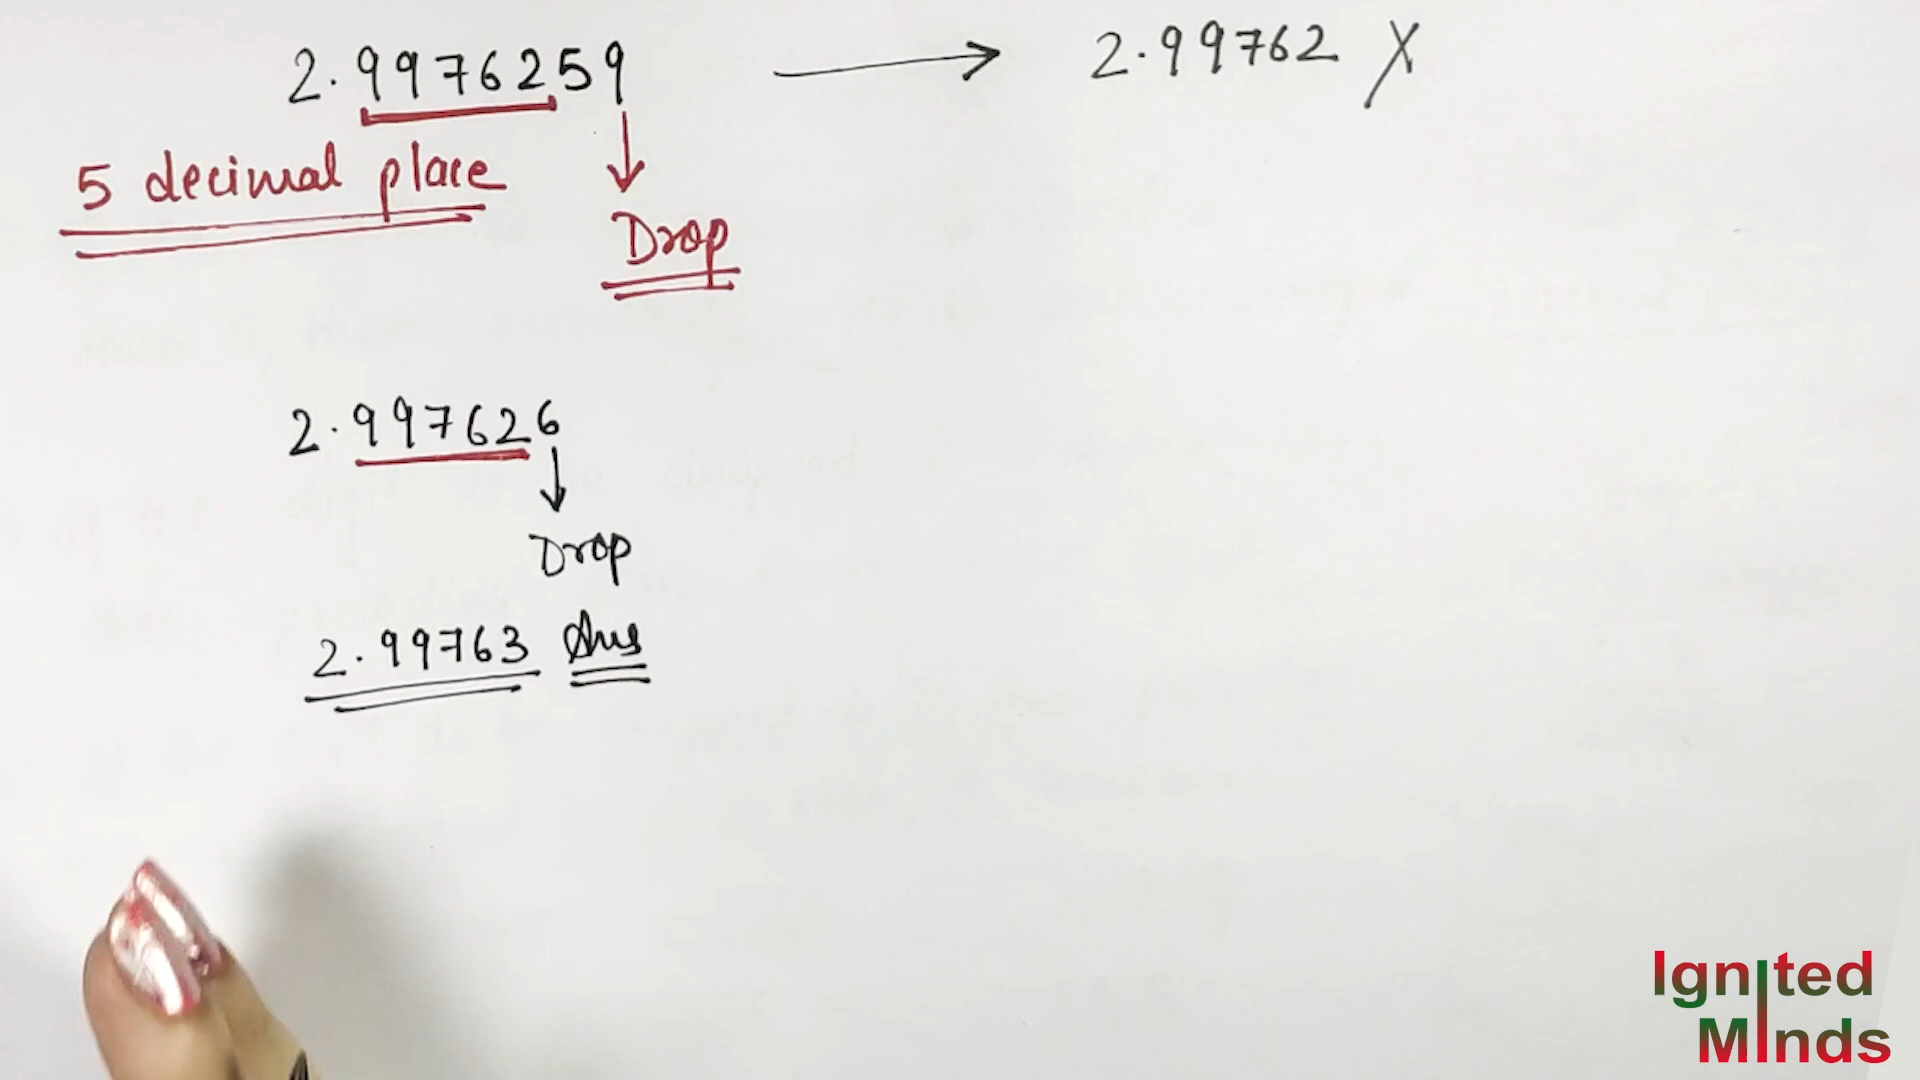 2.9976259 → 2.99762 X
5 decimal place
↓
Drop
2.997626
↓
Drop
2.99763 Ans
Ignited
Minds